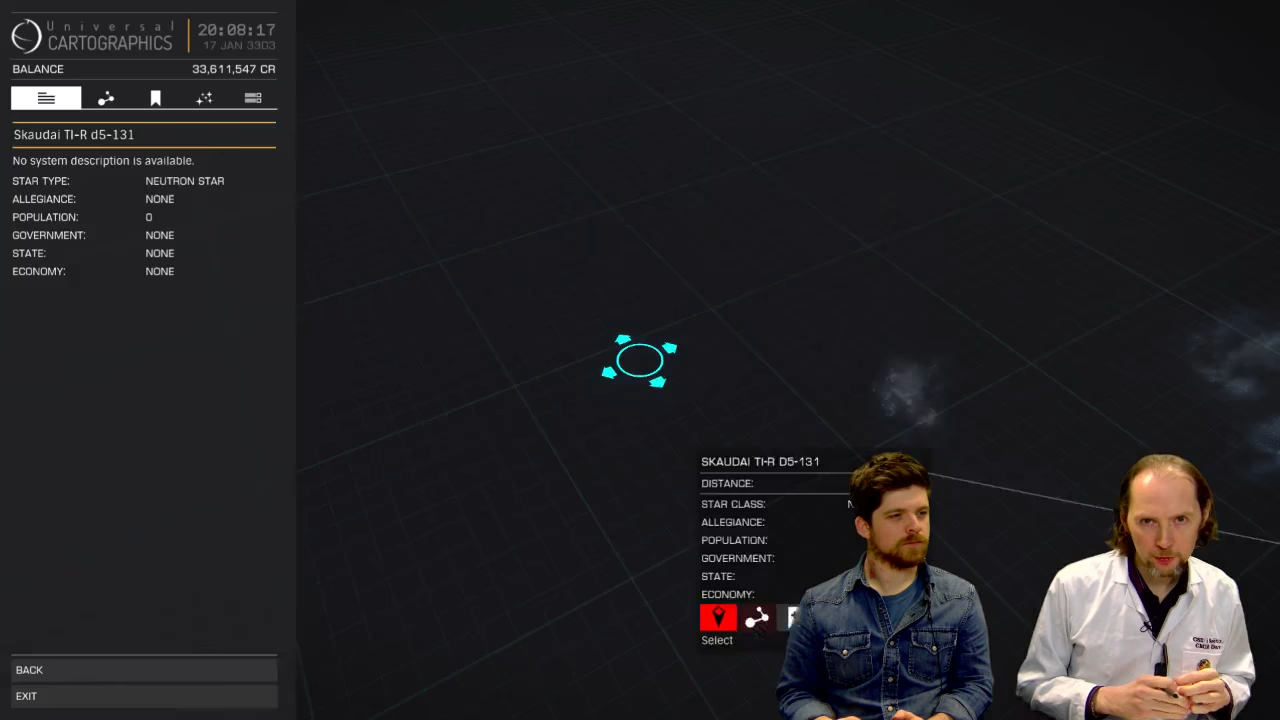 Universal
CARTOGRAPHICS
20:08:17
17 JAN 3303
BALANCE 33,611,547 CR
Skaudai TI-R d5-131
No system description is available.
STAR TYPE: NEUTRON STAR
ALLEGIANCE: NONE
POPULATION: 0
GOVERNMENT: NONE
STATE: NONE
ECONOMY: NONE
SKAUDAI TI-R D5-131
DISTANCE:
STAR CLASS: N
ALLEGIANCE:
POPULATION:
GOVERNMENT:
STATE:
ECONOMY:
Select
BACK
EXIT